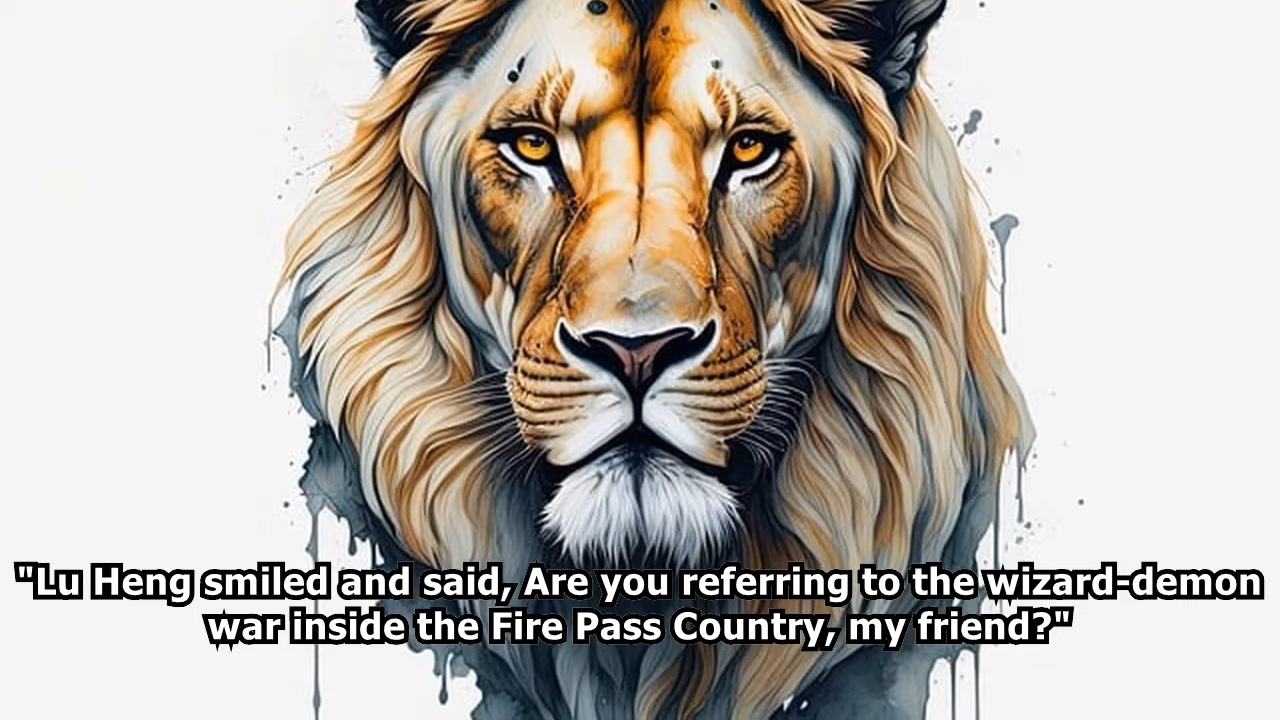 "Lu Heng smiled and said, Are you referring to the wizard-demon
war inside the Fire Pass Country, my friend?"